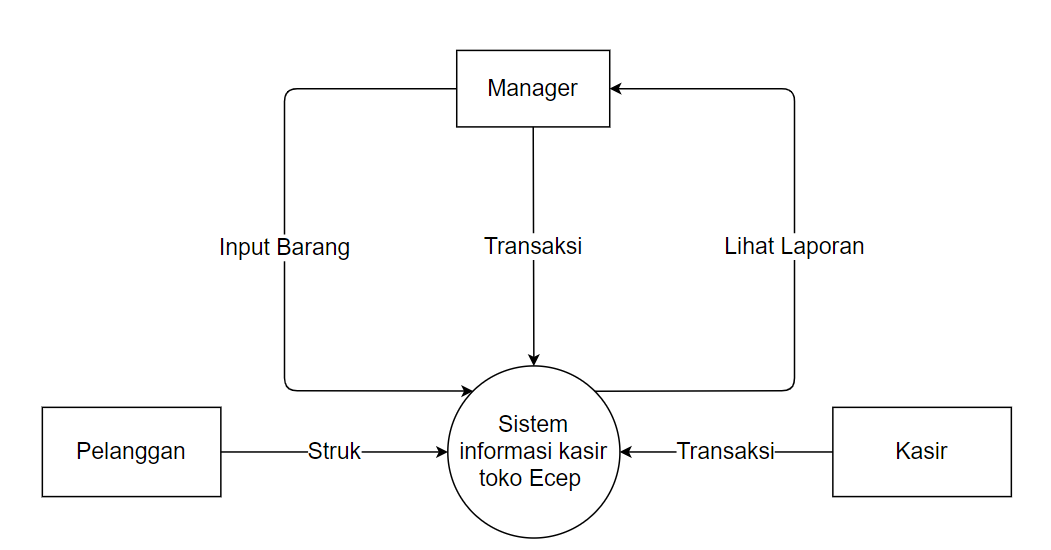 Manager
Input Barang
Transaksi
Lihat Laporan
Pelanggan
Struk
Sistem
informasi kasir
toko Ecep
Transaksi
Kasir